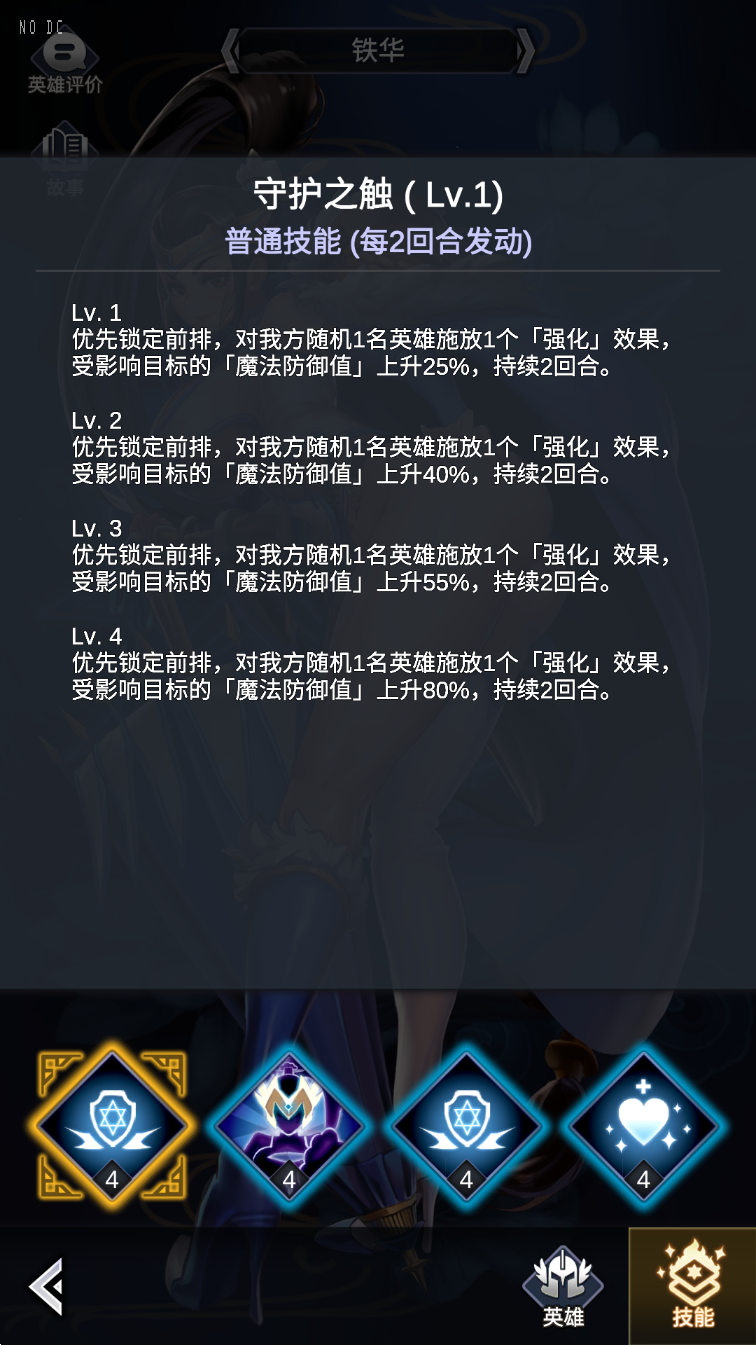 NO DC
铁华
英雄评价
故事
守护之触 ( Lv.1)
普通技能 (每2回合发动)
Lv. 1
优先锁定前排，对我方随机1名英雄施放1个「强化」效果，
受影响目标的「魔法防御值」上升25%，持续2回合。
Lv. 2
优先锁定前排，对我方随机1名英雄施放1个「强化」效果，
受影响目标的「魔法防御值」上升40%，持续2回合。
Lv. 3
优先锁定前排，对我方随机1名英雄施放1个「强化」效果，
受影响目标的「魔法防御值」上升55%，持续2回合。
Lv. 4
优先锁定前排，对我方随机1名英雄施放1个「强化」效果，
受影响目标的「魔法防御值」上升80%，持续2回合。
4
4
4
4
英雄
技能